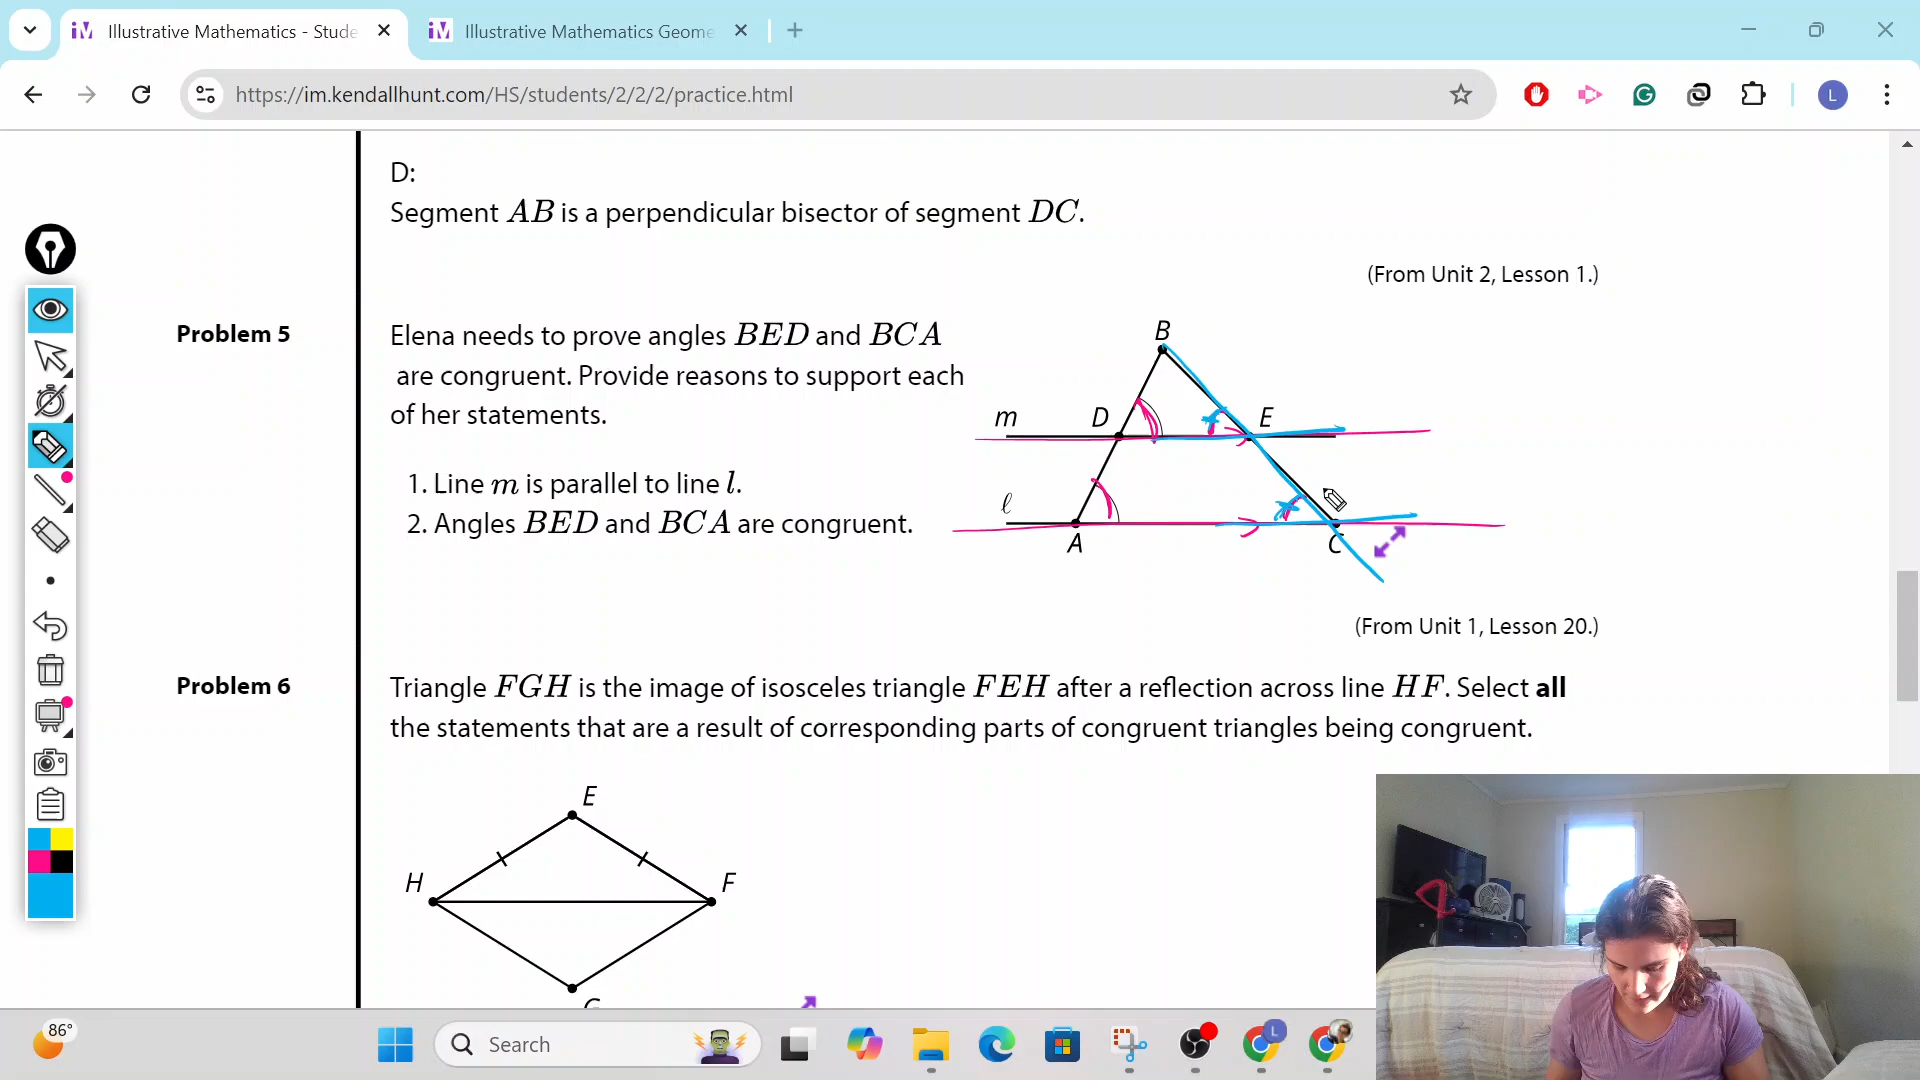 Illustrative Mathematics - Stude
Illustrative Mathematics Geome
https://im.kendallhunt.com/HS/students/2/2/2/practice.html
L
D:
Segment AB is a perpendicular bisector of segment DC.
(From Unit 2, Lesson 1.)
Problem 5
Elena needs to prove angles BED and BCA
are congruent. Provide reasons to support each
of her statements.
1. Line m is parallel to line l.
2. Angles BED and BCA are congruent.
B
m
D
E
ℓ
A
C
(From Unit 1, Lesson 20.)
Problem 6
Triangle FGH is the image of isosceles triangle FEH after a reflection across line HF. Select all
the statements that are a result of corresponding parts of congruent triangles being congruent.
E
H
F
G
86°
Search
L